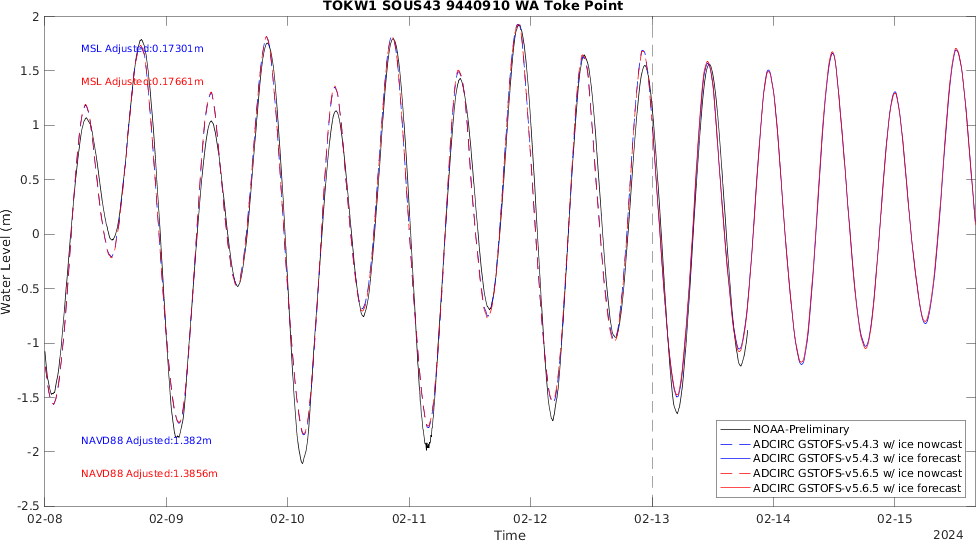 TOKW1 SOUS43 9440910 WA Toke Point
2
1.5
1
0.5
0
-0.5
-1
-1.5
-2
-2.5
Water Level (m)
MSL Adjusted:0.17301m
MSL Adjusted:0.17661m
NAVD88 Adjusted:1.382m
NAVD88 Adjusted:1.3856m
NOAA-Preliminary
ADCIRC GSTOFS-v5.4.3 w/ ice nowcast
ADCIRC GSTOFS-v5.4.3 w/ ice forecast
ADCIRC GSTOFS-v5.6.5 w/ ice nowcast
ADCIRC GSTOFS-v5.6.5 w/ ice forecast
02-08 02-09 02-10 02-11 02-12 02-13 02-14 02-15
Time
2024